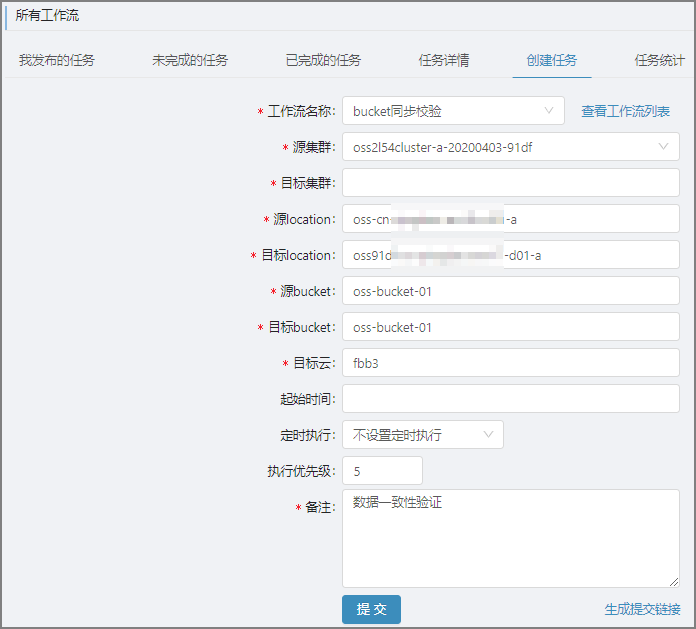 所有工作流
我发布的任务 未完成的任务 已完成的任务 任务详情 创建任务 任务统计
* 工作流名称: bucket同步校验 查看工作流列表
* 源集群: oss2l54cluster-a-20200403-91df
* 目标集群:
* 源location: oss-cn -a
* 目标location: oss91d -d01-a
* 源bucket: oss-bucket-01
* 目标bucket: oss-bucket-01
* 目标云: fbb3
起始时间:
定时执行: 不设置定时执行
执行优先级: 5
* 备注: 数据一致性验证
提 交 生成提交链接